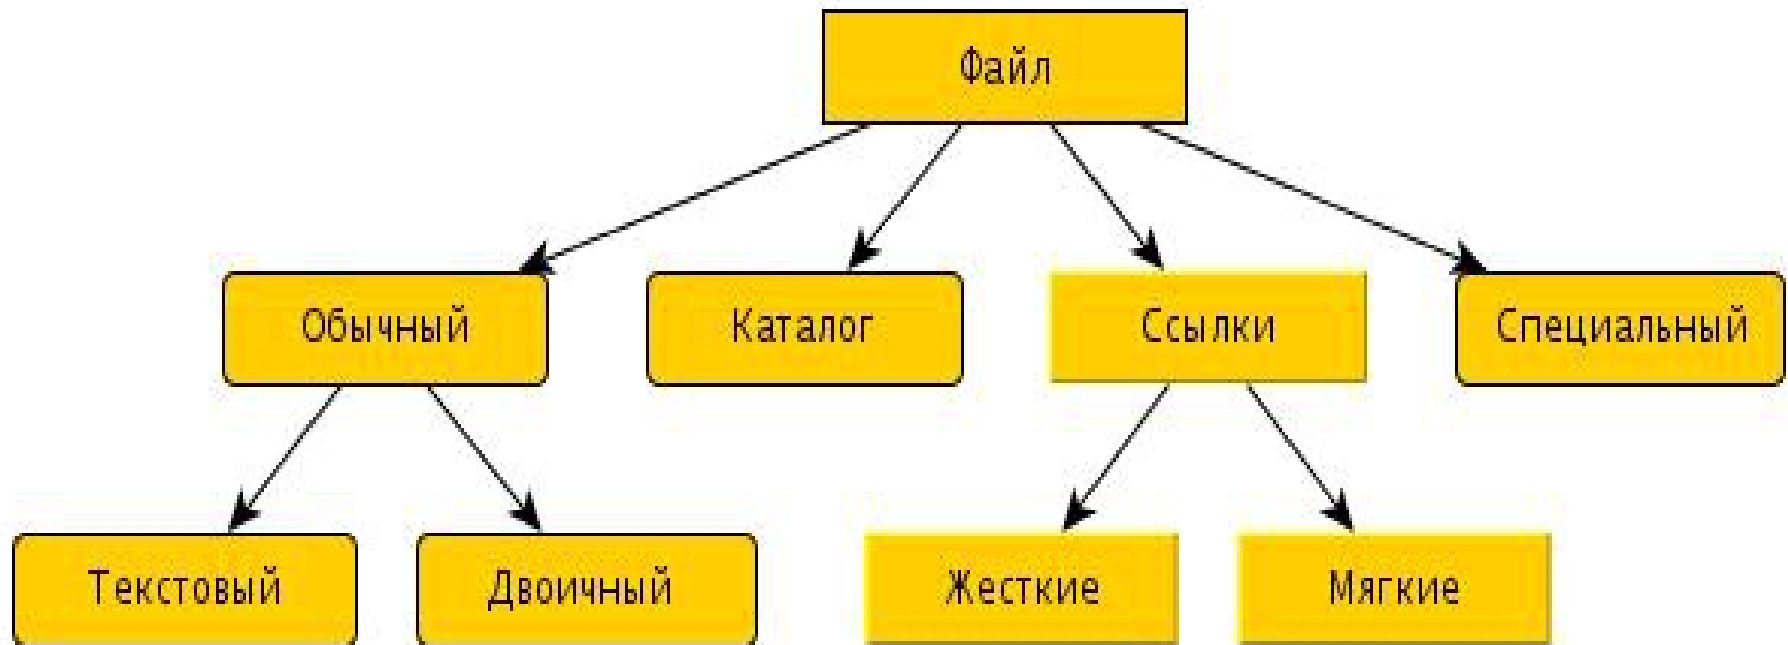 Файл
Обычный
Каталог
Ссылки
Специальный
Текстовый
Двоичный
Жесткие
Мягкие